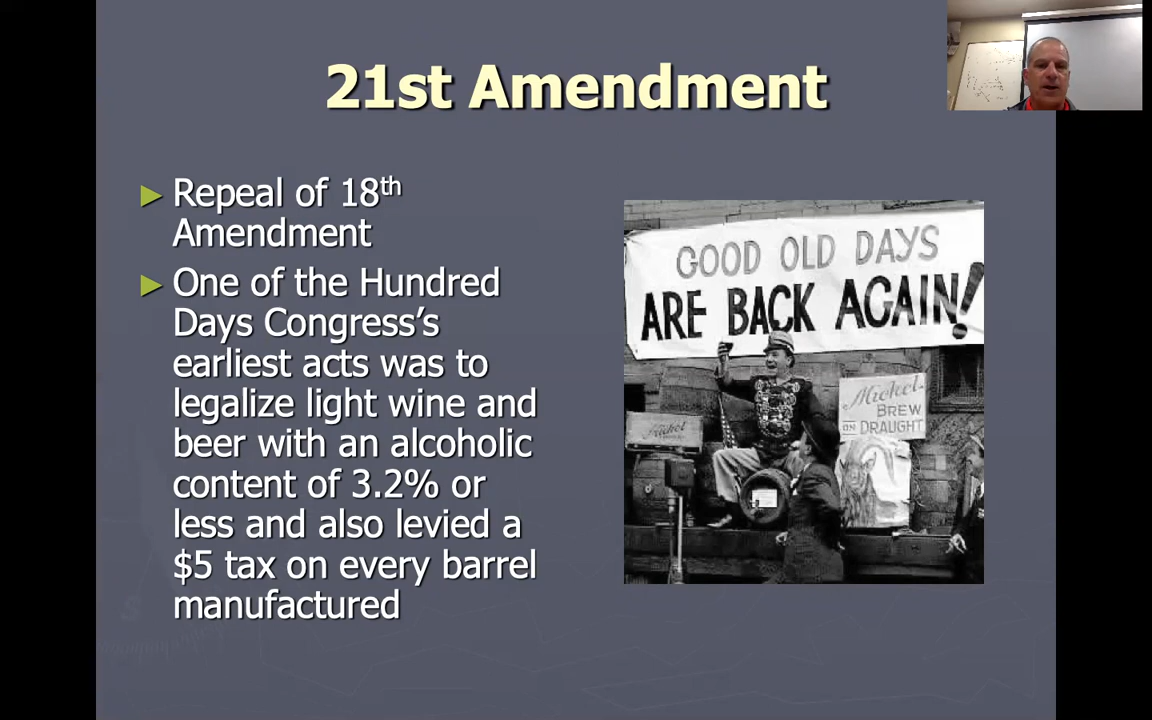 21st Amendment
► Repeal of 18th
Amendment
► One of the Hundred
Days Congress’s
earliest acts was to
legalize light wine and
beer with an alcoholic
content of 3.2% or
less and also levied a
$5 tax on every barrel
manufactured
GOOD OLD DAYS
ARE BACK AGAIN!
Michel
BREW
ON DRAUGHT
Michel